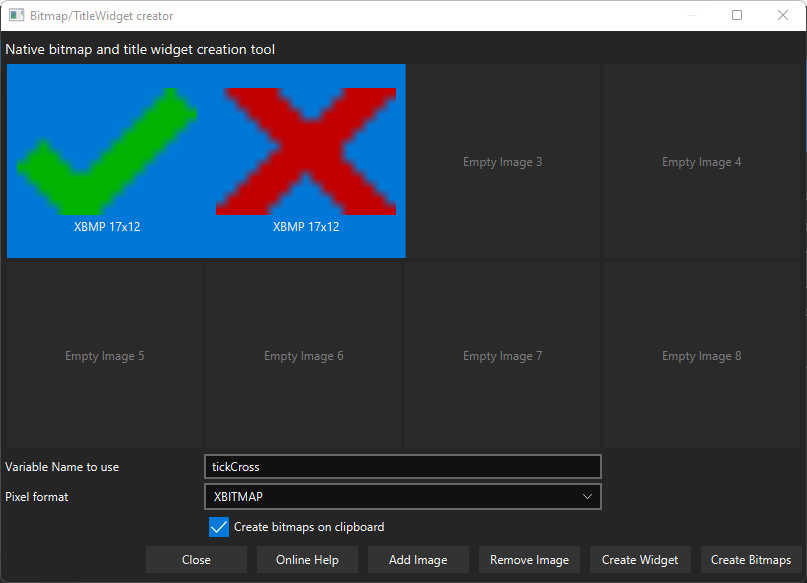 Bitmap/TitleWidget creator
Native bitmap and title widget creation tool
XBMP 17x12
XBMP 17x12
Empty Image 3
Empty Image 4
Empty Image 5
Empty Image 6
Empty Image 7
Empty Image 8
Variable Name to use
tickCross
Pixel format
XBITMAP
Create bitmaps on clipboard
Close
Online Help
Add Image
Remove Image
Create Widget
Create Bitmaps